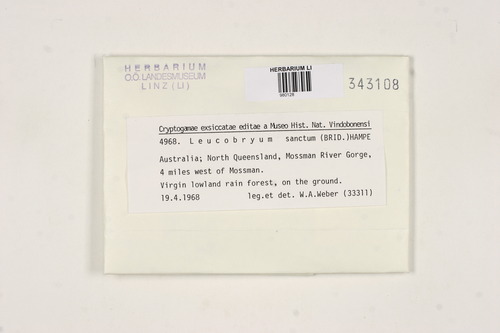 HERBARIUM
O.Ö. LANDESMUSEUM
LINZ (LI)
HERBARIUM LI
343108
Cryptogamae exsiccatae editae a Museo Hist. Nat. Vindobonensi
4968. Leucobryum sanctum (BRID.)HAMPE
Australia; North Queensland, Mossman River Gorge,
4 miles west of Mossman.
Virgin lowland rain forest, on the ground.
19.4.1968 leg.et det. W.A.Weber (33311)